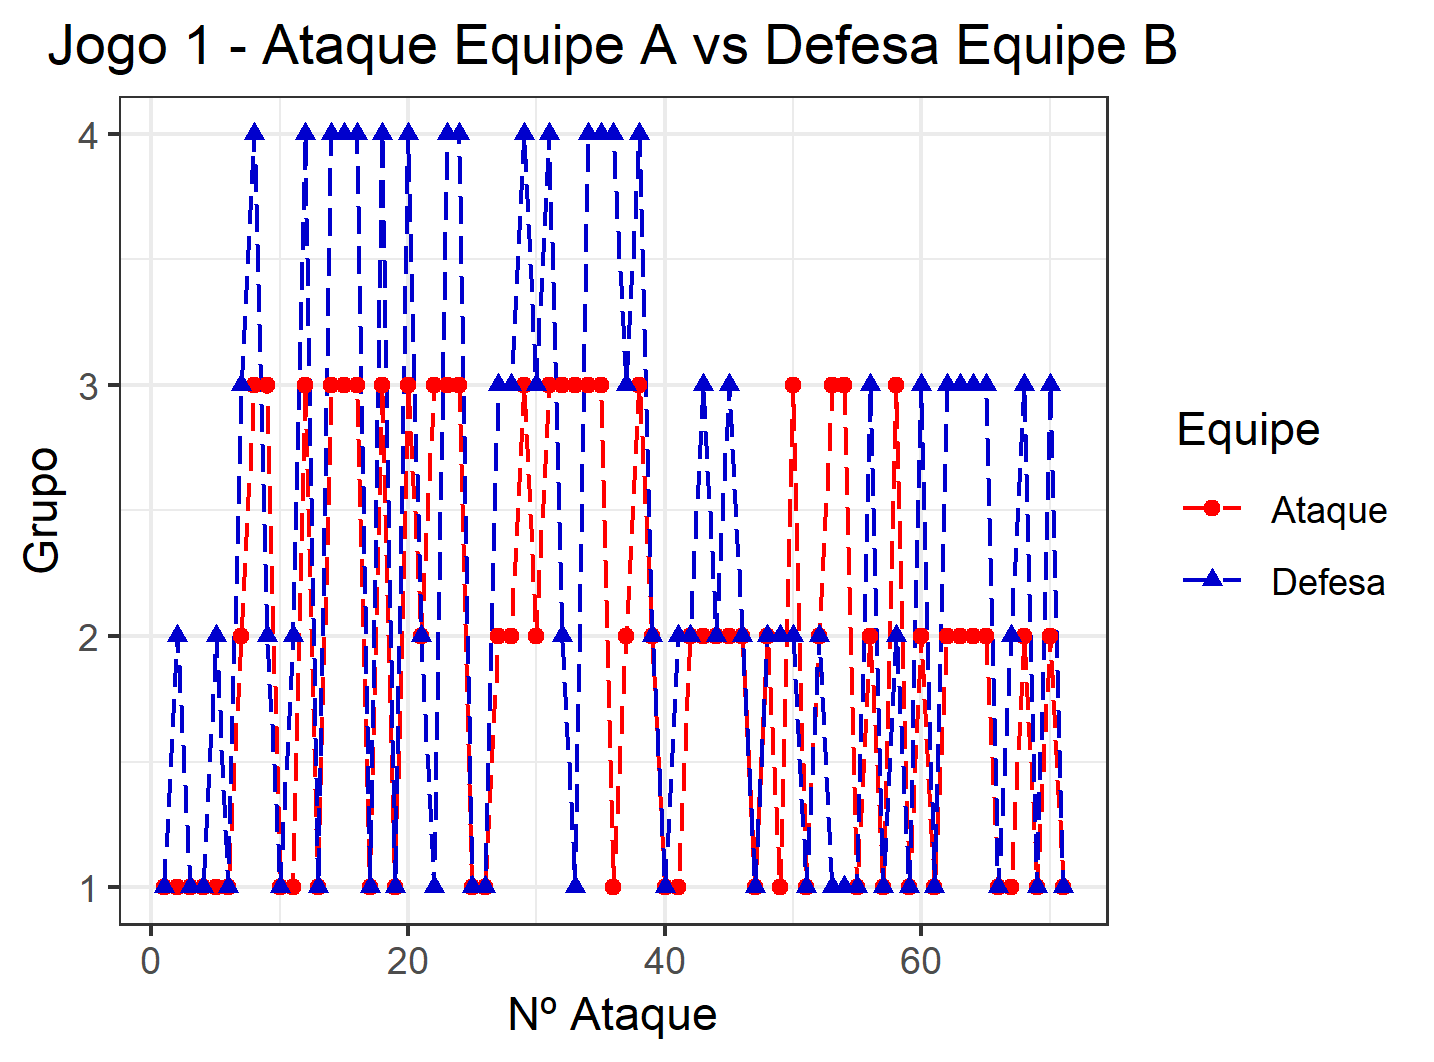 Jogo 1 - Ataque Equipe A vs Defesa Equipe B
4
3
2
1
Grupo
0 20 40 60
Nº Ataque
Equipe
Ataque
Defesa